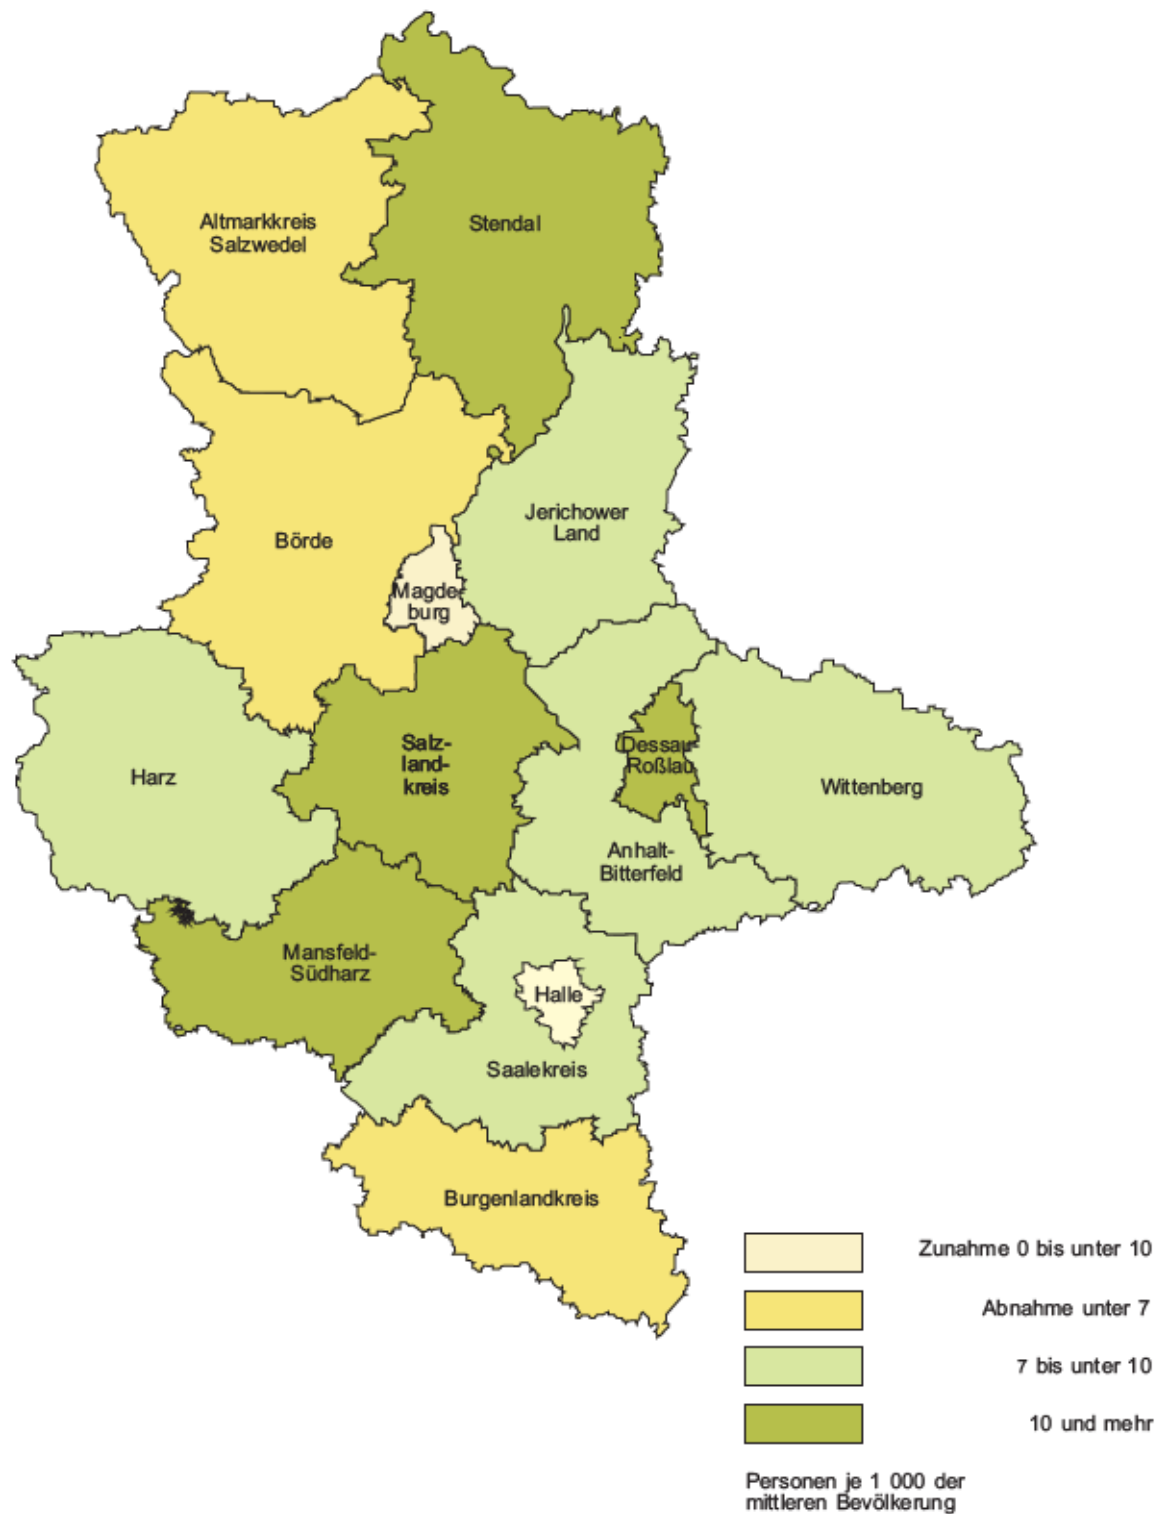 Altmarkkreis
Salzwedel
Stendal
Jerichower
Land
Börde
Magde-
burg
Salz-
land-
kreis
Dessau-
Roßlau
Harz
Wittenberg
Anhalt-
Bitterfeld
Mansfeld-
Südharz
Halle
Saalekreis
Burgenlandkreis
Zunahme 0 bis unter 10
Abnahme unter 7
7 bis unter 10
10 und mehr
Personen je 1 000 der
mittleren Bevölkerung